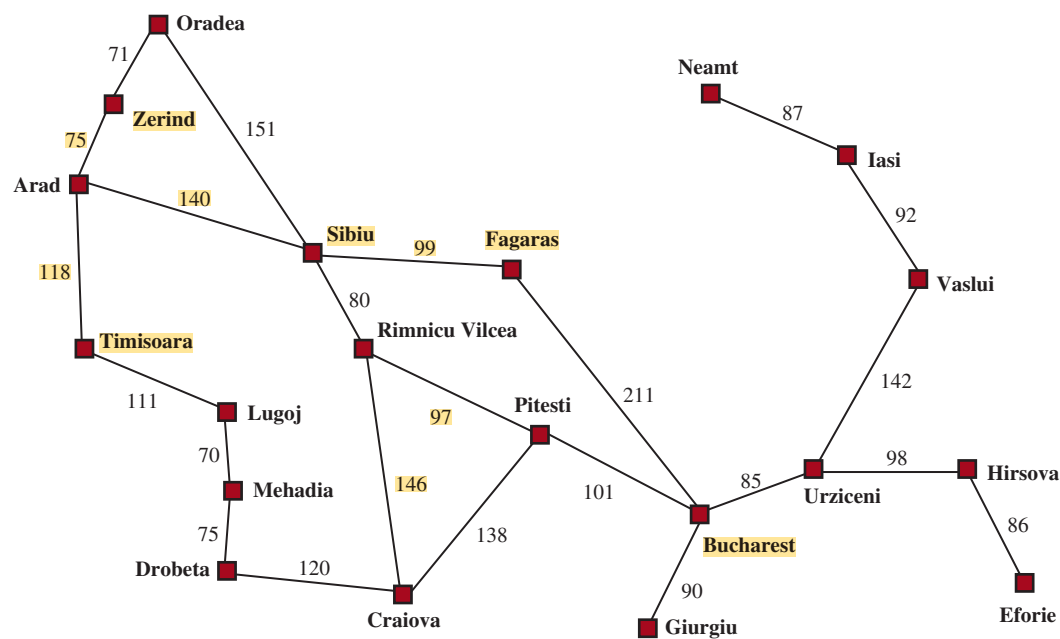 Oradea
71
Neamt
Zerind
87
151
75
Iasi
Arad
140
92
Sibiu
99
Fagaras
118
Vaslui
80
Timisoara
Rimnicu Vilcea
142
111
211
Lugoj
97
Pitesti
70
98
Hirsova
85
Mehadia
146
101
Urziceni
75
138
86
Bucharest
Drobeta
120
90
Craiova
Giurgiu
Eforie